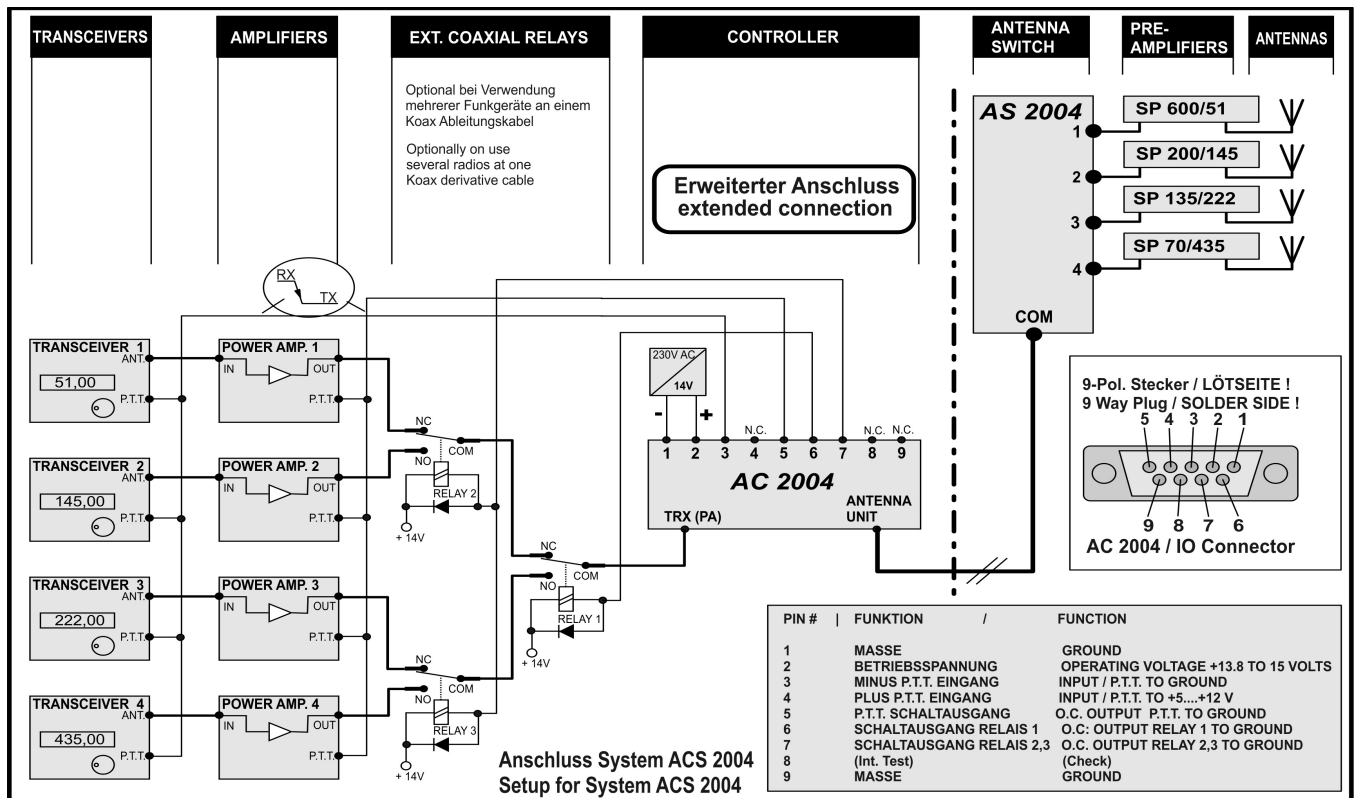 TRANSCEIVERS
AMPLIFIERS
EXT. COAXIAL RELAYS
CONTROLLER
ANTENNA
SWITCH
PRE-
AMPLIFIERS
ANTENNAS
Optional bei Verwendung
mehrerer Funkgeräte an einem
Koax Ableitungskabel
Optionally on use
several radios at one
Koax derivative cable
Erweiterter Anschluss
extended connection
AS 2004
1
2
3
4
COM
SP 600/51
SP 200/145
SP 135/222
SP 70/435
RX
TX
TRANSCEIVER 1
ANT.
51,00
P.T.T.
POWER AMP. 1
IN
OUT
P.T.T.
TRANSCEIVER 2
ANT.
145,00
P.T.T.
POWER AMP. 2
IN
OUT
P.T.T.
TRANSCEIVER 3
ANT.
222,00
P.T.T.
POWER AMP. 3
IN
OUT
P.T.T.
TRANSCEIVER 4
ANT.
435,00
P.T.T.
POWER AMP. 4
IN
OUT
P.T.T.
NC
COM
NO
RELAY 2
+ 14V
NC
COM
NO
RELAY 1
+ 14V
NC
COM
NO
RELAY 3
+ 14V
230V AC
14V
- +
N.C. N.C. N.C.
1 2 3 4 5 6 7 8 9
AC 2004
TRX (PA)
ANTENNA
UNIT
9-Pol. Stecker / LÖTSEITE !
9 Way Plug / SOLDER SIDE !
5 4 3 2 1
9 8 7 6
AC 2004 / IO Connector
PIN # | FUNKTION / FUNCTION
1 MASSE GROUND
2 BETRIEBSSPANNUNG OPERATING VOLTAGE +13.8 TO 15 VOLTS
3 MINUS P.T.T. EINGANG INPUT / P.T.T. TO GROUND
4 PLUS P.T.T. EINGANG INPUT / P.T.T. TO +5....+12 V
5 P.T.T. SCHALTAUSGANG O.C. OUTPUT P.T.T. TO GROUND
6 SCHALTAUSGANG RELAIS 1 O.C: OUTPUT RELAY 1 TO GROUND
7 SCHALTAUSGANG RELAIS 2,3 O.C. OUTPUT RELAY 2,3 TO GROUND
8 (Int. Test) (Check)
9 MASSE GROUND
Anschluss System ACS 2004
Setup for System ACS 2004